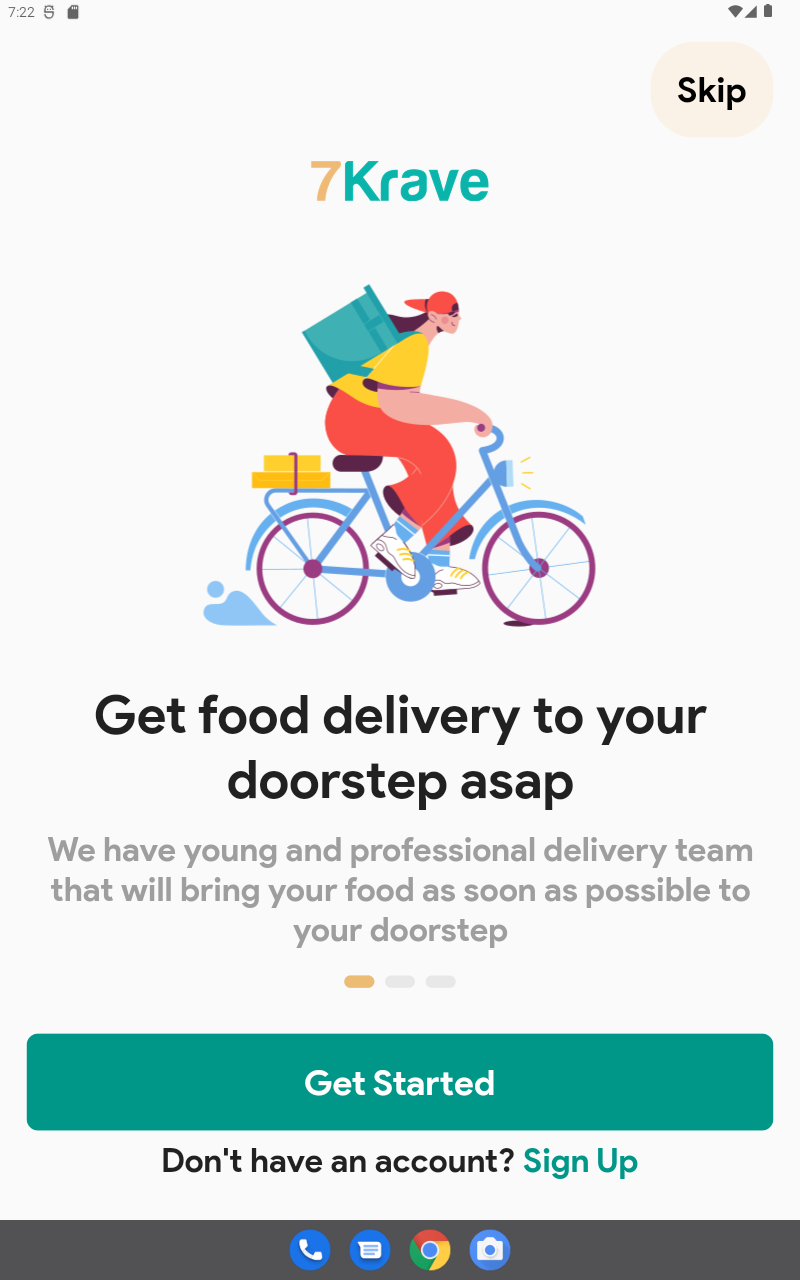 7:22
Skip
7Krave
Get food delivery to your
doorstep asap
We have young and professional delivery team
that will bring your food as soon as possible to
your doorstep
Get Started
Don't have an account? Sign Up